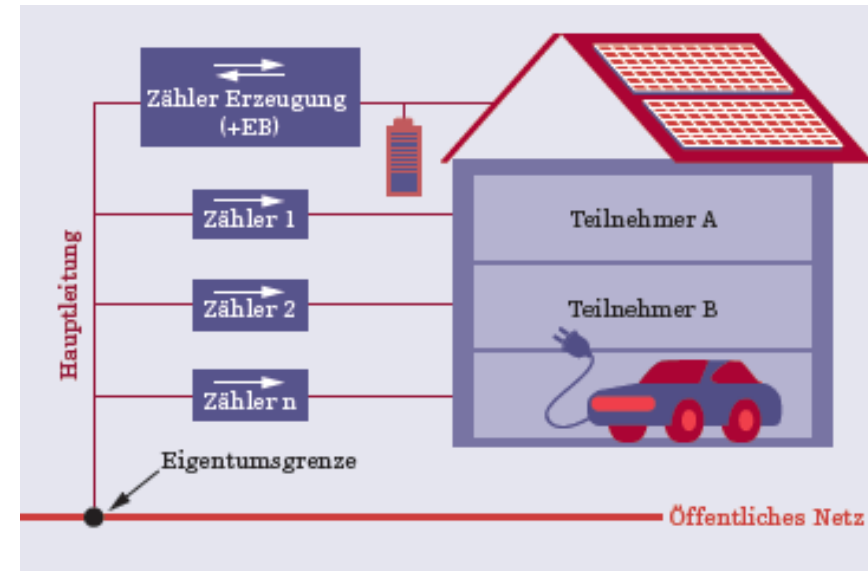 Zähler Erzeugung
(+EB)
Zähler 1
Teilnehmer A
Hauptleitung
Zähler 2
Teilnehmer B
Zähler n
Eigentumsgrenze
Öffentliches Netz